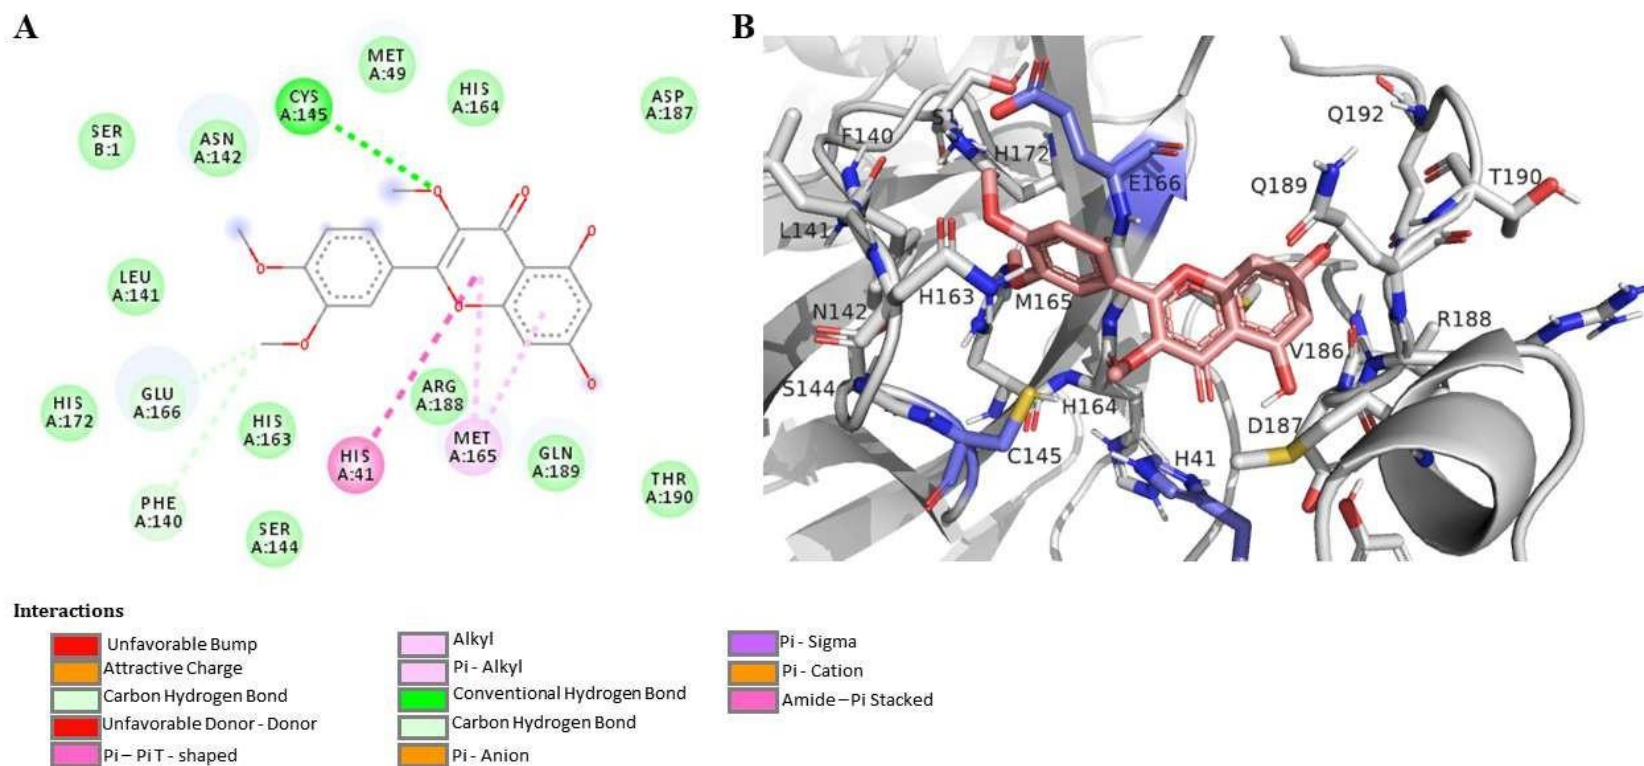 A
MET
A:49
CYS
A:145
HIS
A:164
ASP
A:187
SER
B:1
ASN
A:142
O
O
O
O
LEU
A:141
O
O
O
O
HIS
A:172
GLU
A:166
HIS
A:163
ARG
A:188
HIS
A:41
MET
A:165
GLN
A:189
THR
A:190
PHE
A:140
SER
A:144
B
Q192
F140
S1
H172
E166
Q189
T190
L141
H163
M165
N142
R188
V186
S144
H164
D187
C145
H41
Interactions
Unfavorable Bump
Attractive Charge
Carbon Hydrogen Bond
Unfavorable Donor - Donor
Pi – Pi T - shaped
Alkyl
Pi - Alkyl
Conventional Hydrogen Bond
Carbon Hydrogen Bond
Pi - Anion
Pi - Sigma
Pi - Cation
Amide – Pi Stacked